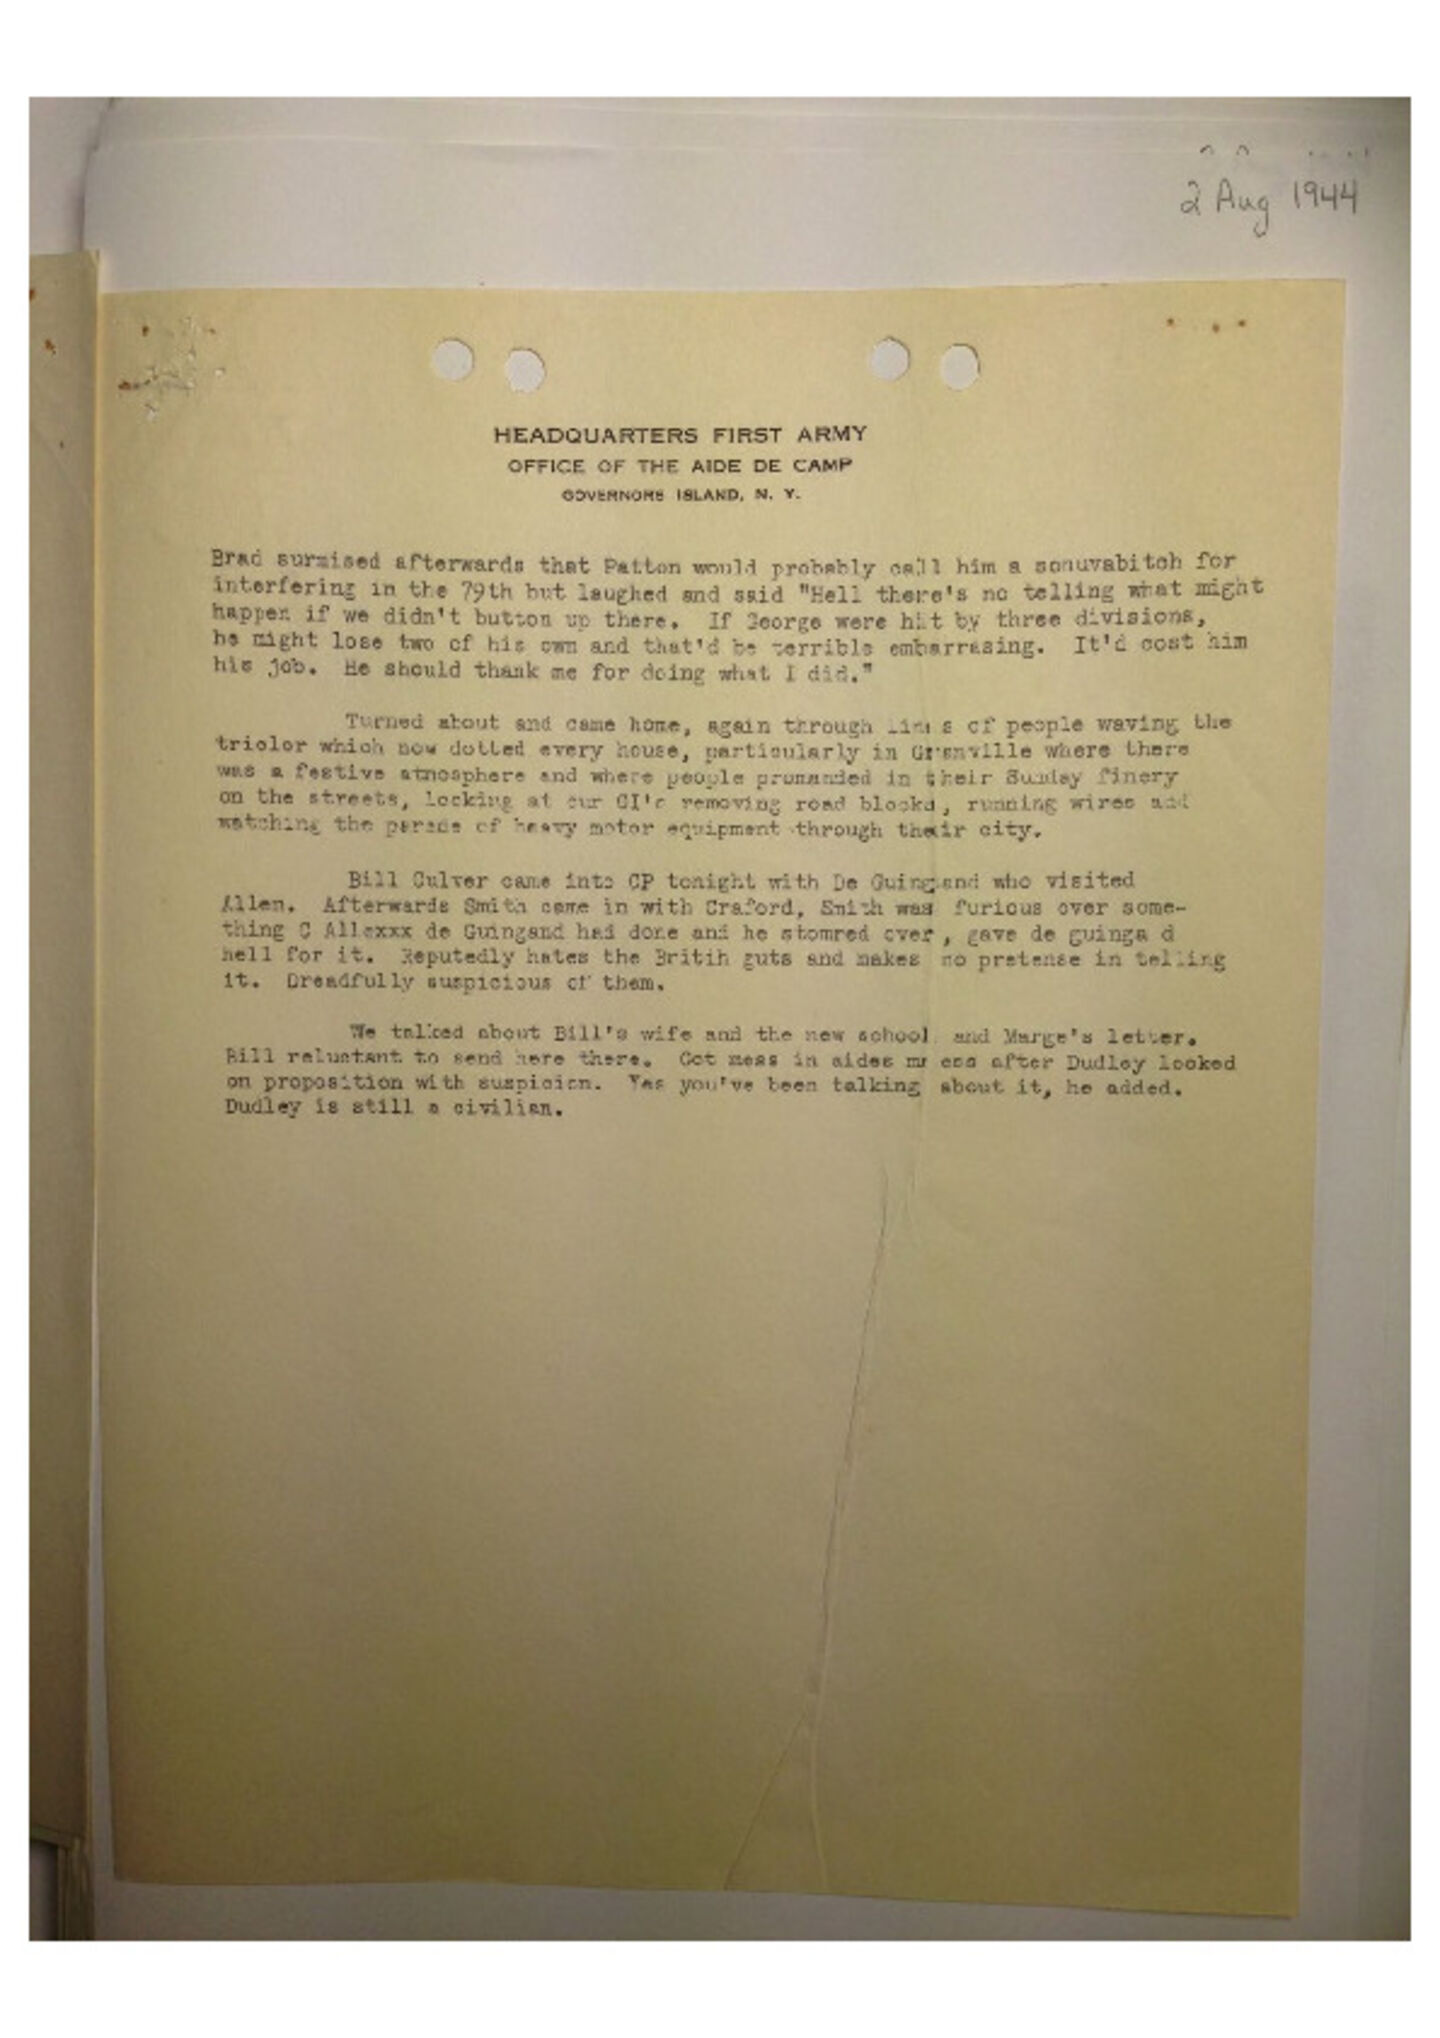 2 Aug 1944
HEADQUARTERS FIRST ARMY
OFFICE OF THE AIDE DE CAMP
GOVERNORS ISLAND, N. Y.
Brad surmised afterwards that Patton would probably call him a sonuvabitch for
interfering in the 79th but laughed and said "Hell there's no telling what might
happen if we didn't button up there. If George were hit by three divisions,
he might lose two of his own and that'd be terrible embarrasing. It'd cost him
his job. He should thank me for doing what I did."
Turned about and came home, again through lines of people waving the
triolor which now dotted every house, particularly in Granville where there
was a festive atmosphere and where people promanded in their Sunday finery
on the streets, looking at our GI's removing road blocks, running wires and
watching the parade of heavy motor equipment through their city.
Bill Culver came into CP tonight with De Guingand who visited
Allen. Afterwards Smith came in with Craford, Smith was furious over some-
thing C Allexxx de Guingand had done and he stomred over, gave de guinga d
hell for it. Reputedly hates the Britih guts and makes no pretense in telling
it. Dreadfully suspicious of them.
We talked about Bill's wife and the new school and Marge's letter.
Bill reluctant to send here there. Got mess in aides mess after Dudley looked
on proposition with suspicion. Yes you've been talking about it, he added.
Dudley is still a civilian.